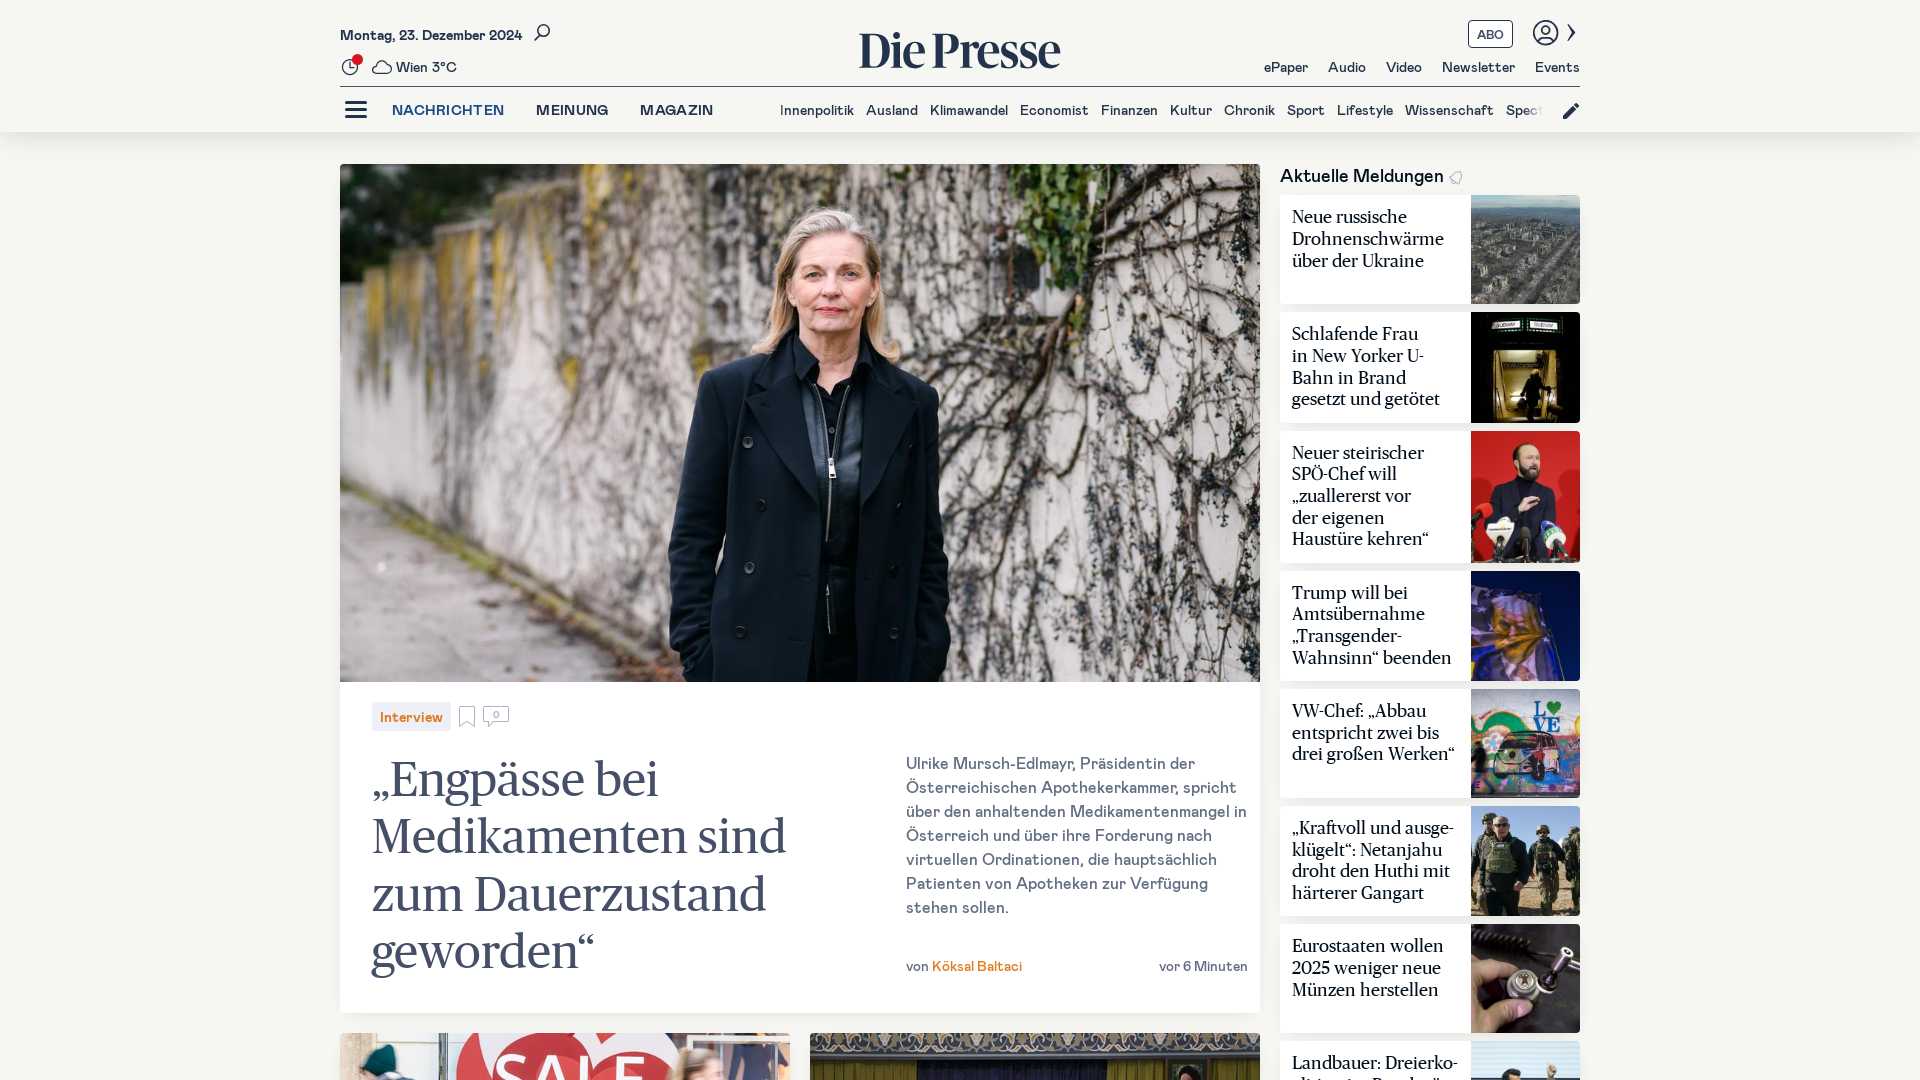 Montag, 23. Dezember 2024
Wien 3°C
Die Presse
ABO
ePaper Audio Video Newsletter Events
NACHRICHTEN MEINUNG MAGAZIN
Innenpolitik Ausland Klimawandel Economist Finanzen Kultur Chronik Sport Lifestyle Wissenschaft Spect
Interview
0
„Engpässe bei
Medikamenten sind
zum Dauerzustand
geworden“
Ulrike Mursch-Edlmayr, Präsidentin der
Österreichischen Apothekerkammer, spricht
über den anhaltenden Medikamentenmangel in
Österreich und über ihre Forderung nach
virtuellen Ordinationen, die hauptsächlich
Patienten von Apotheken zur Verfügung
stehen sollen.
von Köksal Baltaci
vor 6 Minuten
SALE
Aktuelle Meldungen
Neue russische
Drohnenschwärme
über der Ukraine
Schlafende Frau
in New Yorker U-
Bahn in Brand
gesetzt und getötet
Neuer steirischer
SPÖ-Chef will
„zuallererst vor
der eigenen
Haustüre kehren“
Trump will bei
Amtsübernahme
„Transgender-
Wahnsinn“ beenden
VW-Chef: „Abbau
entspricht zwei bis
drei großen Werken“
LOVE
„Kraftvoll und ausge-
klügelt“: Netanjahu
droht den Huthi mit
härterer Gangart
Eurostaaten wollen
2025 weniger neue
Münzen herstellen
Landbauer: Dreierko-